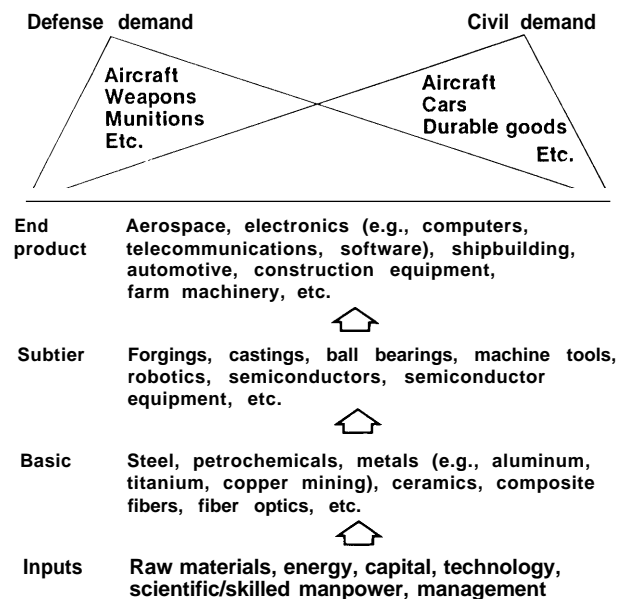 Defense demand
Civil demand
Aircraft
Weapons
Munitions
Etc.
Aircraft
Cars
Durable goods
Etc.
End product
Aerospace, electronics (e.g., computers,
telecommunications, software), shipbuilding,
automotive, construction equipment,
farm machinery, etc.
Subtier
Forgings, castings, ball bearings, machine tools,
robotics, semiconductors, semiconductor
equipment, etc.
Basic
Steel, petrochemicals, metals (e.g., aluminum,
titanium, copper mining), ceramics, composite
fibers, fiber optics, etc.
Inputs
Raw materials, energy, capital, technology,
scientific/skilled manpower, management